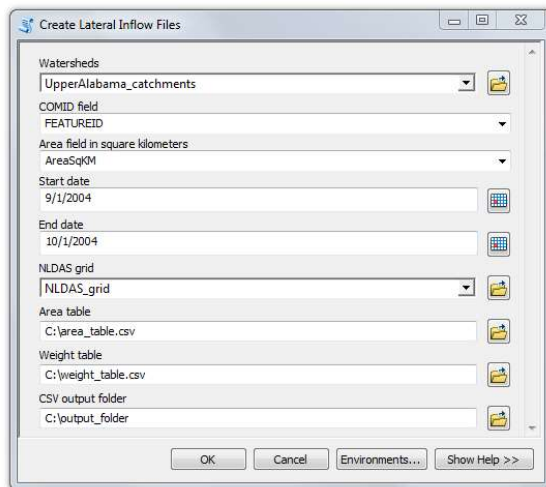 Create Lateral Inflow Files
Watersheds
UpperAlabama_catchments
COMID field
FEATUREID
Area field in square kilometers
AreaSqKM
Start date
9/1/2004
End date
10/1/2004
NLDAS grid
NLDAS_grid
Area table
C:\area_table.csv
Weight table
C:\weight_table.csv
CSV output folder
C:\output_folder
OK Cancel Environments... Show Help >>